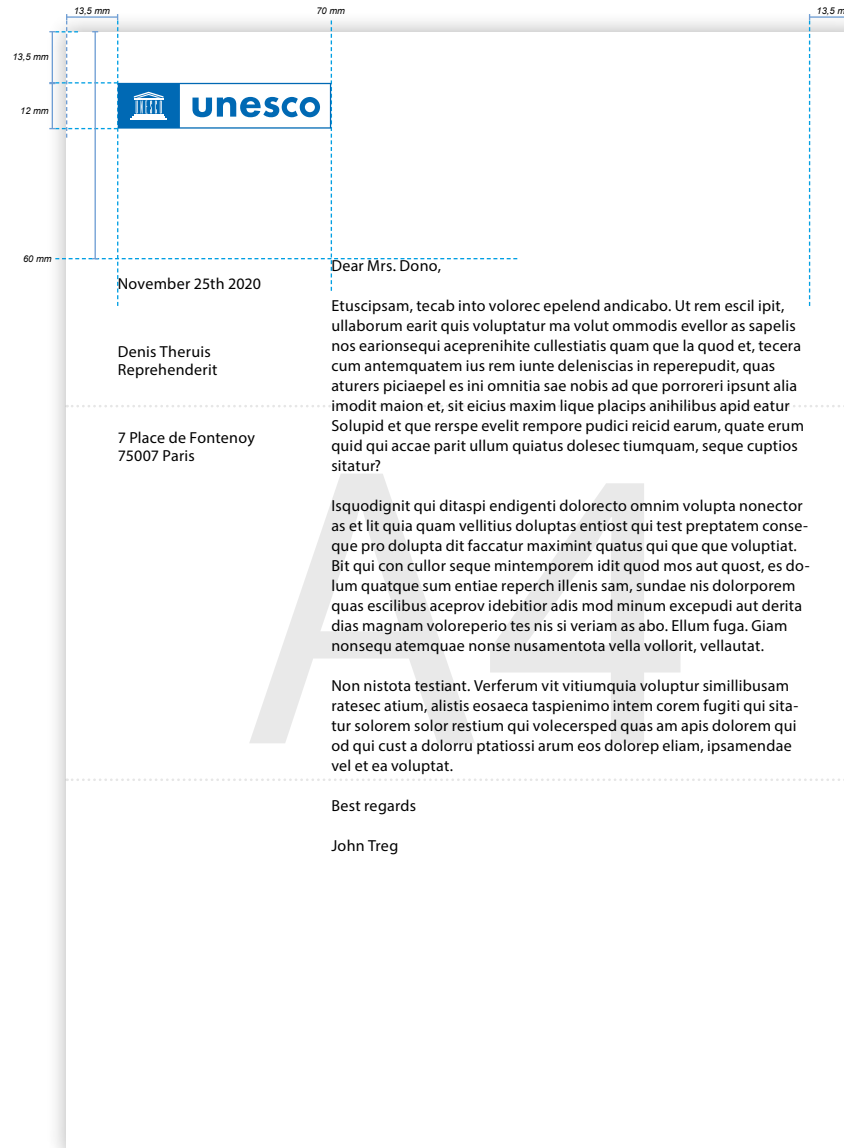 13,5 mm
70 mm
13,5 m
13,5 mm
12 mm
unesco
60 mm
November 25th 2020
Denis Theruis
Reprehenderit
7 Place de Fontenoy
75007 Paris
Dear Mrs. Dono,
Etuscipsam, tecab into volorec epelend andicabo. Ut rem escil ipit,
ullaborum earit quis voluptatur ma volut ommodis evellor as sapelis
nos earionsequi aceprenihite cullestiatis quam que la quod et, tecera
cum antemquatem ius rem iunte deleniscias in reperepudit, quas
aturers piciaepel es ini omnitia sae nobis ad que porroreri ipsunt alia
imodit maion et, sit eicius maxim lique placips anihilibus apid eatur
Solupid et que rerspe evelit rempore pudici reicid earum, quate erum
quid qui accae parit ullum quiatus dolesec tiumquam, seque cuptios
sitatur?
Isquodignit qui ditaspi endigenti dolorecto omnim volupta nonector
as et lit quia quam vellitius doluptas entiost qui test preptatem conse-
que pro dolupta dit faccatur maximint quatus qui que que voluptiat.
Bit qui con cullor seque mintemporem idit quod mos aut quost, es do-
lum quatque sum entiae reperch illenis sam, sundae nis dolorporem
quas escilibus aceprov idebitior adis mod minum excepudi aut derita
dias magnam voloreperio tes nis si veriam as abo. Ellum fuga. Giam
nonsequ atemquae nonse nusamentota vella vollorit, vellautat.
Non nistota testiant. Verferum vit vitiumquia voluptur simillibusam
ratesec atium, alistis eosaeca taspienimo intem corem fugiti qui sita-
tur solorem solor restium qui volecersped quas am apis dolorem qui
od qui cust a dolorru ptatiossi arum eos dolorep eliam, ipsamendae
vel et ea voluptat.
Best regards
John Treg
A4